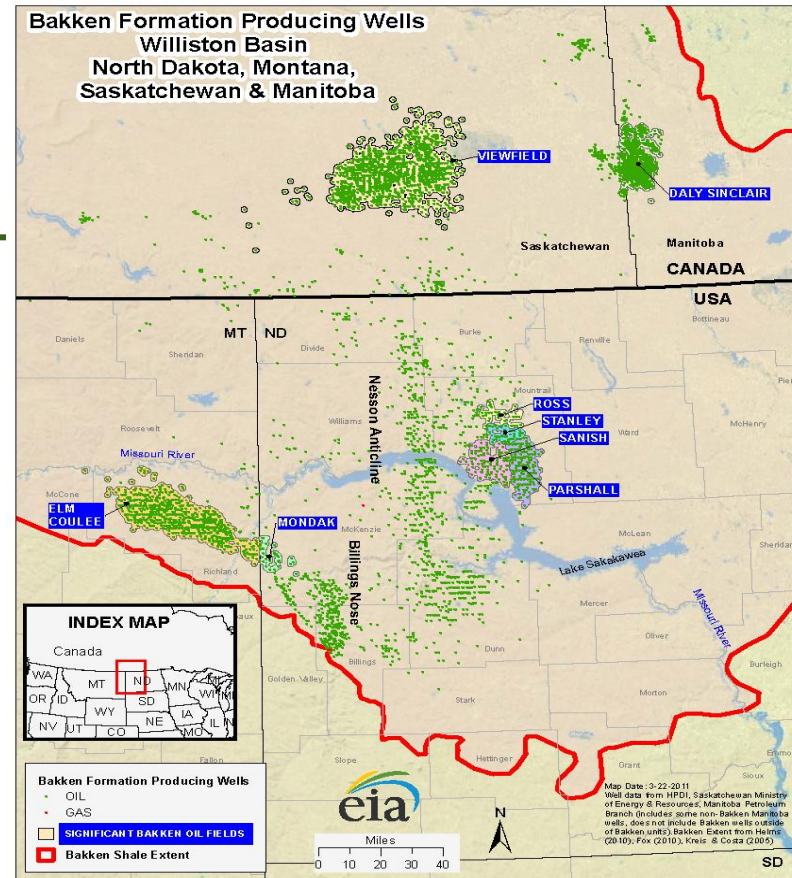 Bakken Formation Producing Wells
Williston Basin
North Dakota, Montana,
Saskatchewan & Manitoba
VIEWFIELD
DALY SINCLAIR
Saskatchewan
Manitoba
CANADA
USA
MT
ND
Daniels
Sheridan
Divide
Burke
Renville
Bottineau
Pier
Nesson Anticline
Mountrail
ROSS
STANLEY
SANISH
PARSHALL
Roosevelt
Williams
Ward
McHenry
Missouri River
McCone
ELM
COULEE
MONDAK
McKenzie
Richland
Billings Nose
McLean
Sheridan
Lake Sakakawea
Mercer
Missouri River
Oliver
Dunn
Billings
Golden Valley
Burleigh
Stark
Morton
Slope
Hettinger
Grant
Sioux
Emmo
Fallon
INDEX MAP
Canada
WA
MT
ND
MN
OR
ID
SD
WI
WY
IA
NV
UT
NE
IL
CO
MO
Bakken Formation Producing Wells
OIL
GAS
SIGNIFICANT BAKKEN OIL FIELDS
Bakken Shale Extent
eia
Miles
0 10 20 30 40
N
Map Date: 3-22-2011
Well data from HPDI, Saskatchewan Ministry
of Energy & Resources, Manitoba Petroleum
Branch (includes some non-Bakken Manitoba
wells, does not include Bakken wells outside
of Bakken units).Bakken Extent from Helms
(2010), Fox (2010), Kreis & Costa (2005)
SD